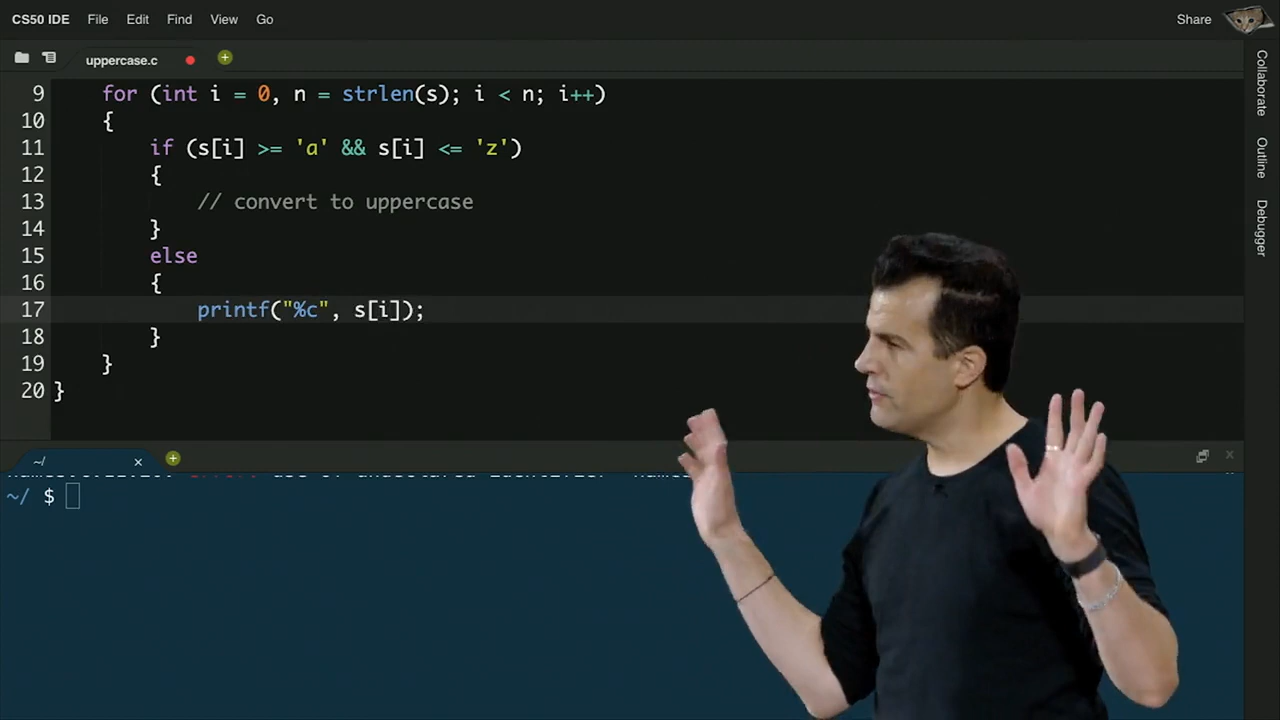 CS50 IDE File Edit Find View Go Share
uppercase.c
Collaborate
Outline
Debugger
9 for (int i = 0, n = strlen(s); i < n; i++)
10 {
11 if (s[i] >= 'a' && s[i] <= 'z')
12 {
13 // convert to uppercase
14 }
15 else
16 {
17 printf("%c", s[i]);
18 }
19 }
20 }
~/
~/ $